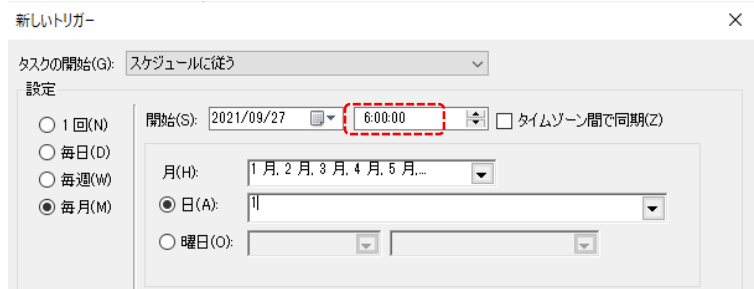 新しいトリガー
タスクの開始(G): スケジュールに従う
設定
1 回(N)
毎日(D)
毎週(W)
毎月(M)
開始(S): 2021/09/27 6:00:00 タイムゾーン間で同期(Z)
月(H): 1 月, 2 月, 3 月, 4 月, 5 月,...
日(A): 1
曜日(O):